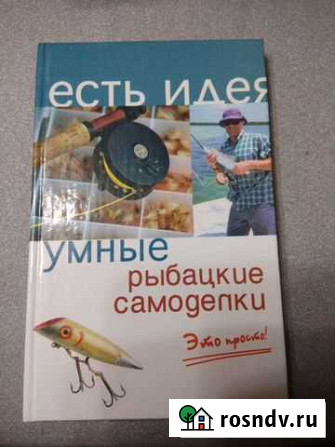 есть идея
умные
рыбацкие
самоделки
Это просто!
rosndv.ru